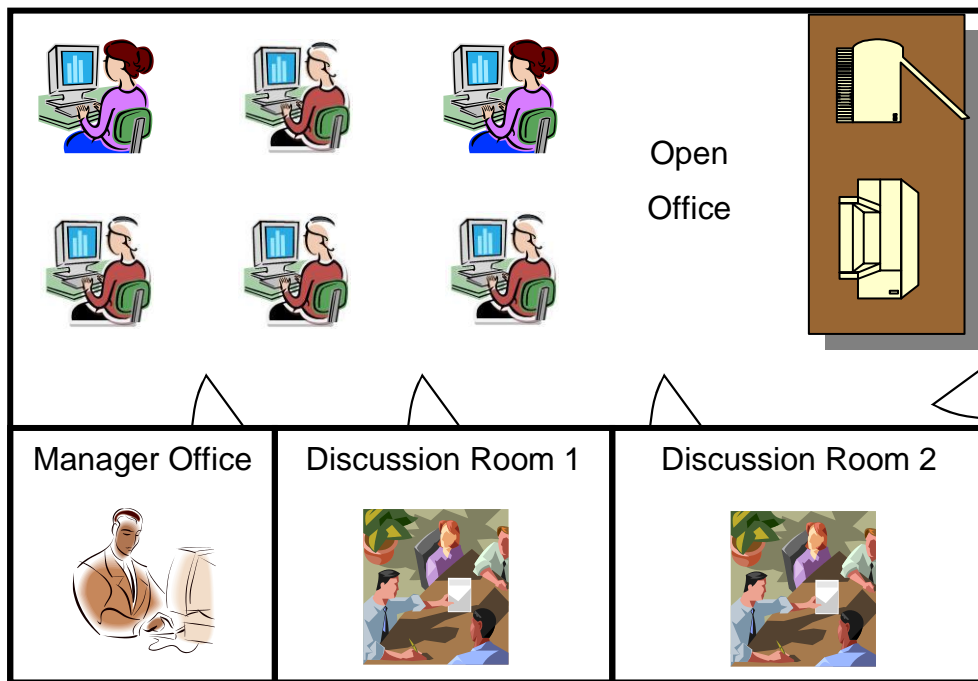 Open
Office
Manager Office
Discussion Room 1
Discussion Room 2